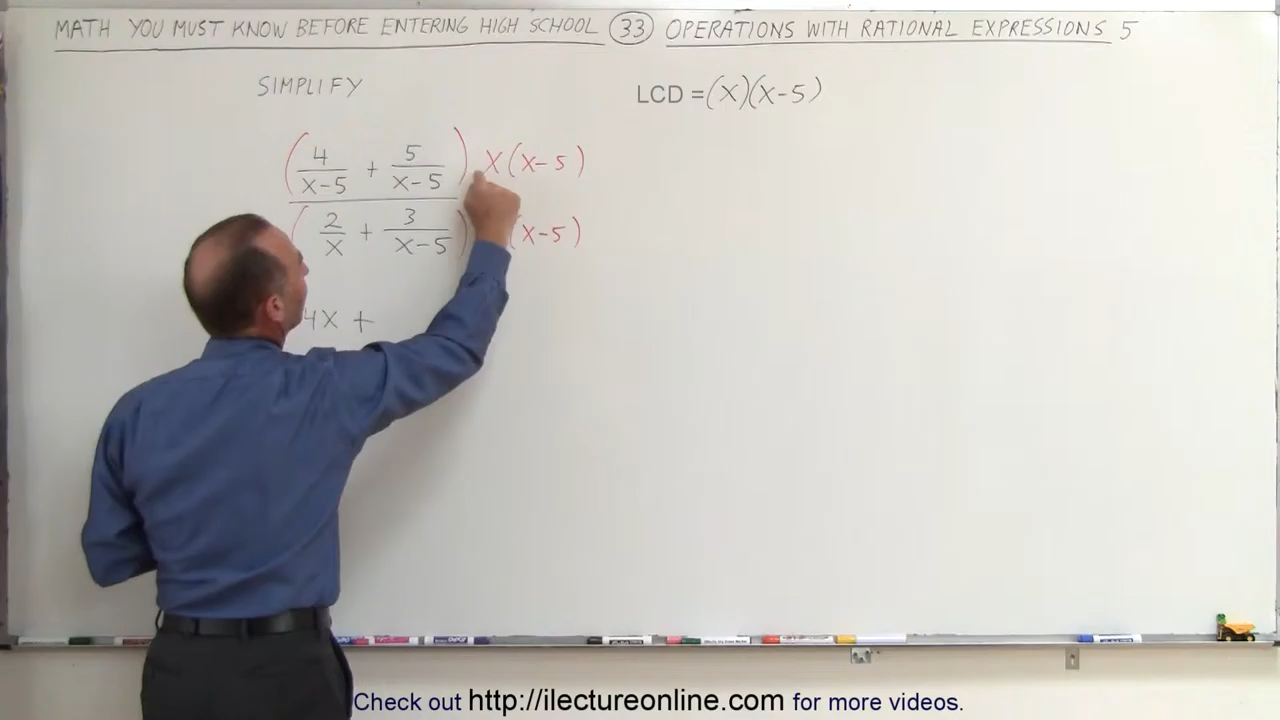 MATH YOU MUST KNOW BEFORE ENTERING HIGH SCHOOL 33 OPERATIONS WITH RATIONAL EXPRESSIONS 5
SIMPLIFY
LCD =(X)(X-5)
(4/(X-5) + 5/(X-5)) X(X-5)
(2/X + 3/(X-5)) (X-5)
4X +
Check out http://ilectureonline.com for more videos.